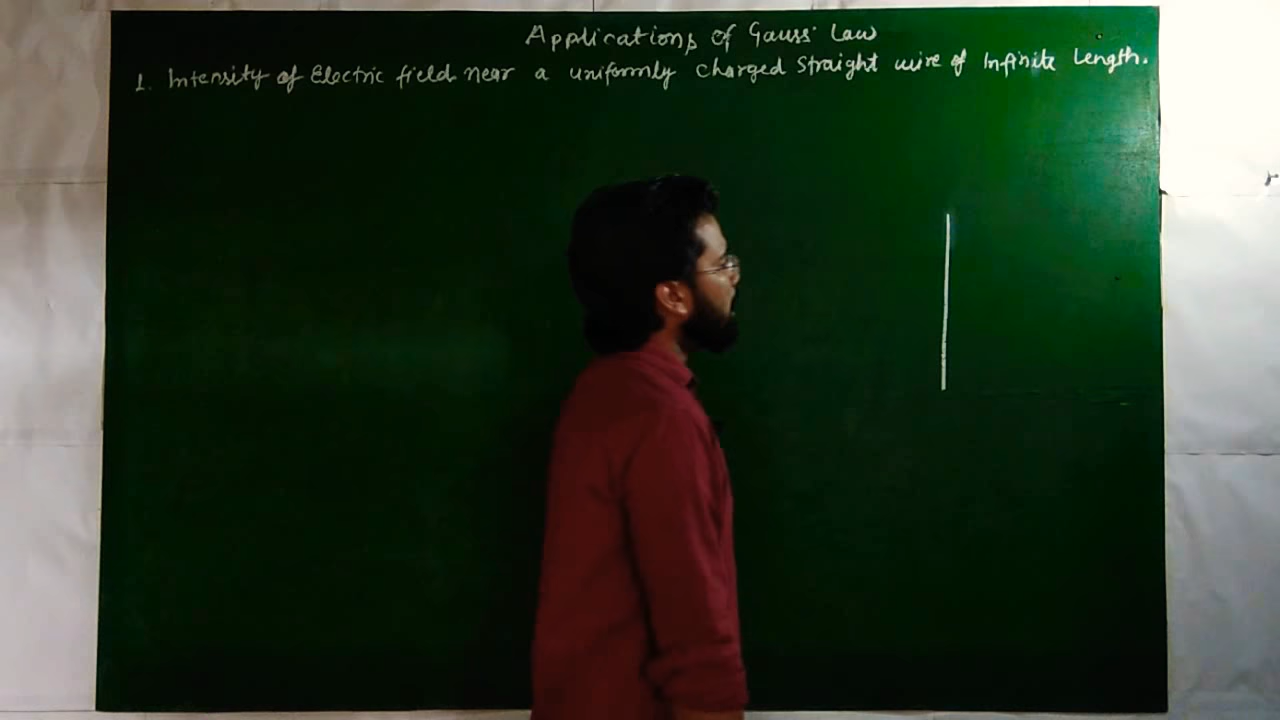 Applications of Gauss' Law
1. Intensity of Electric field near a uniformly charged straight wire of Infinite Length.